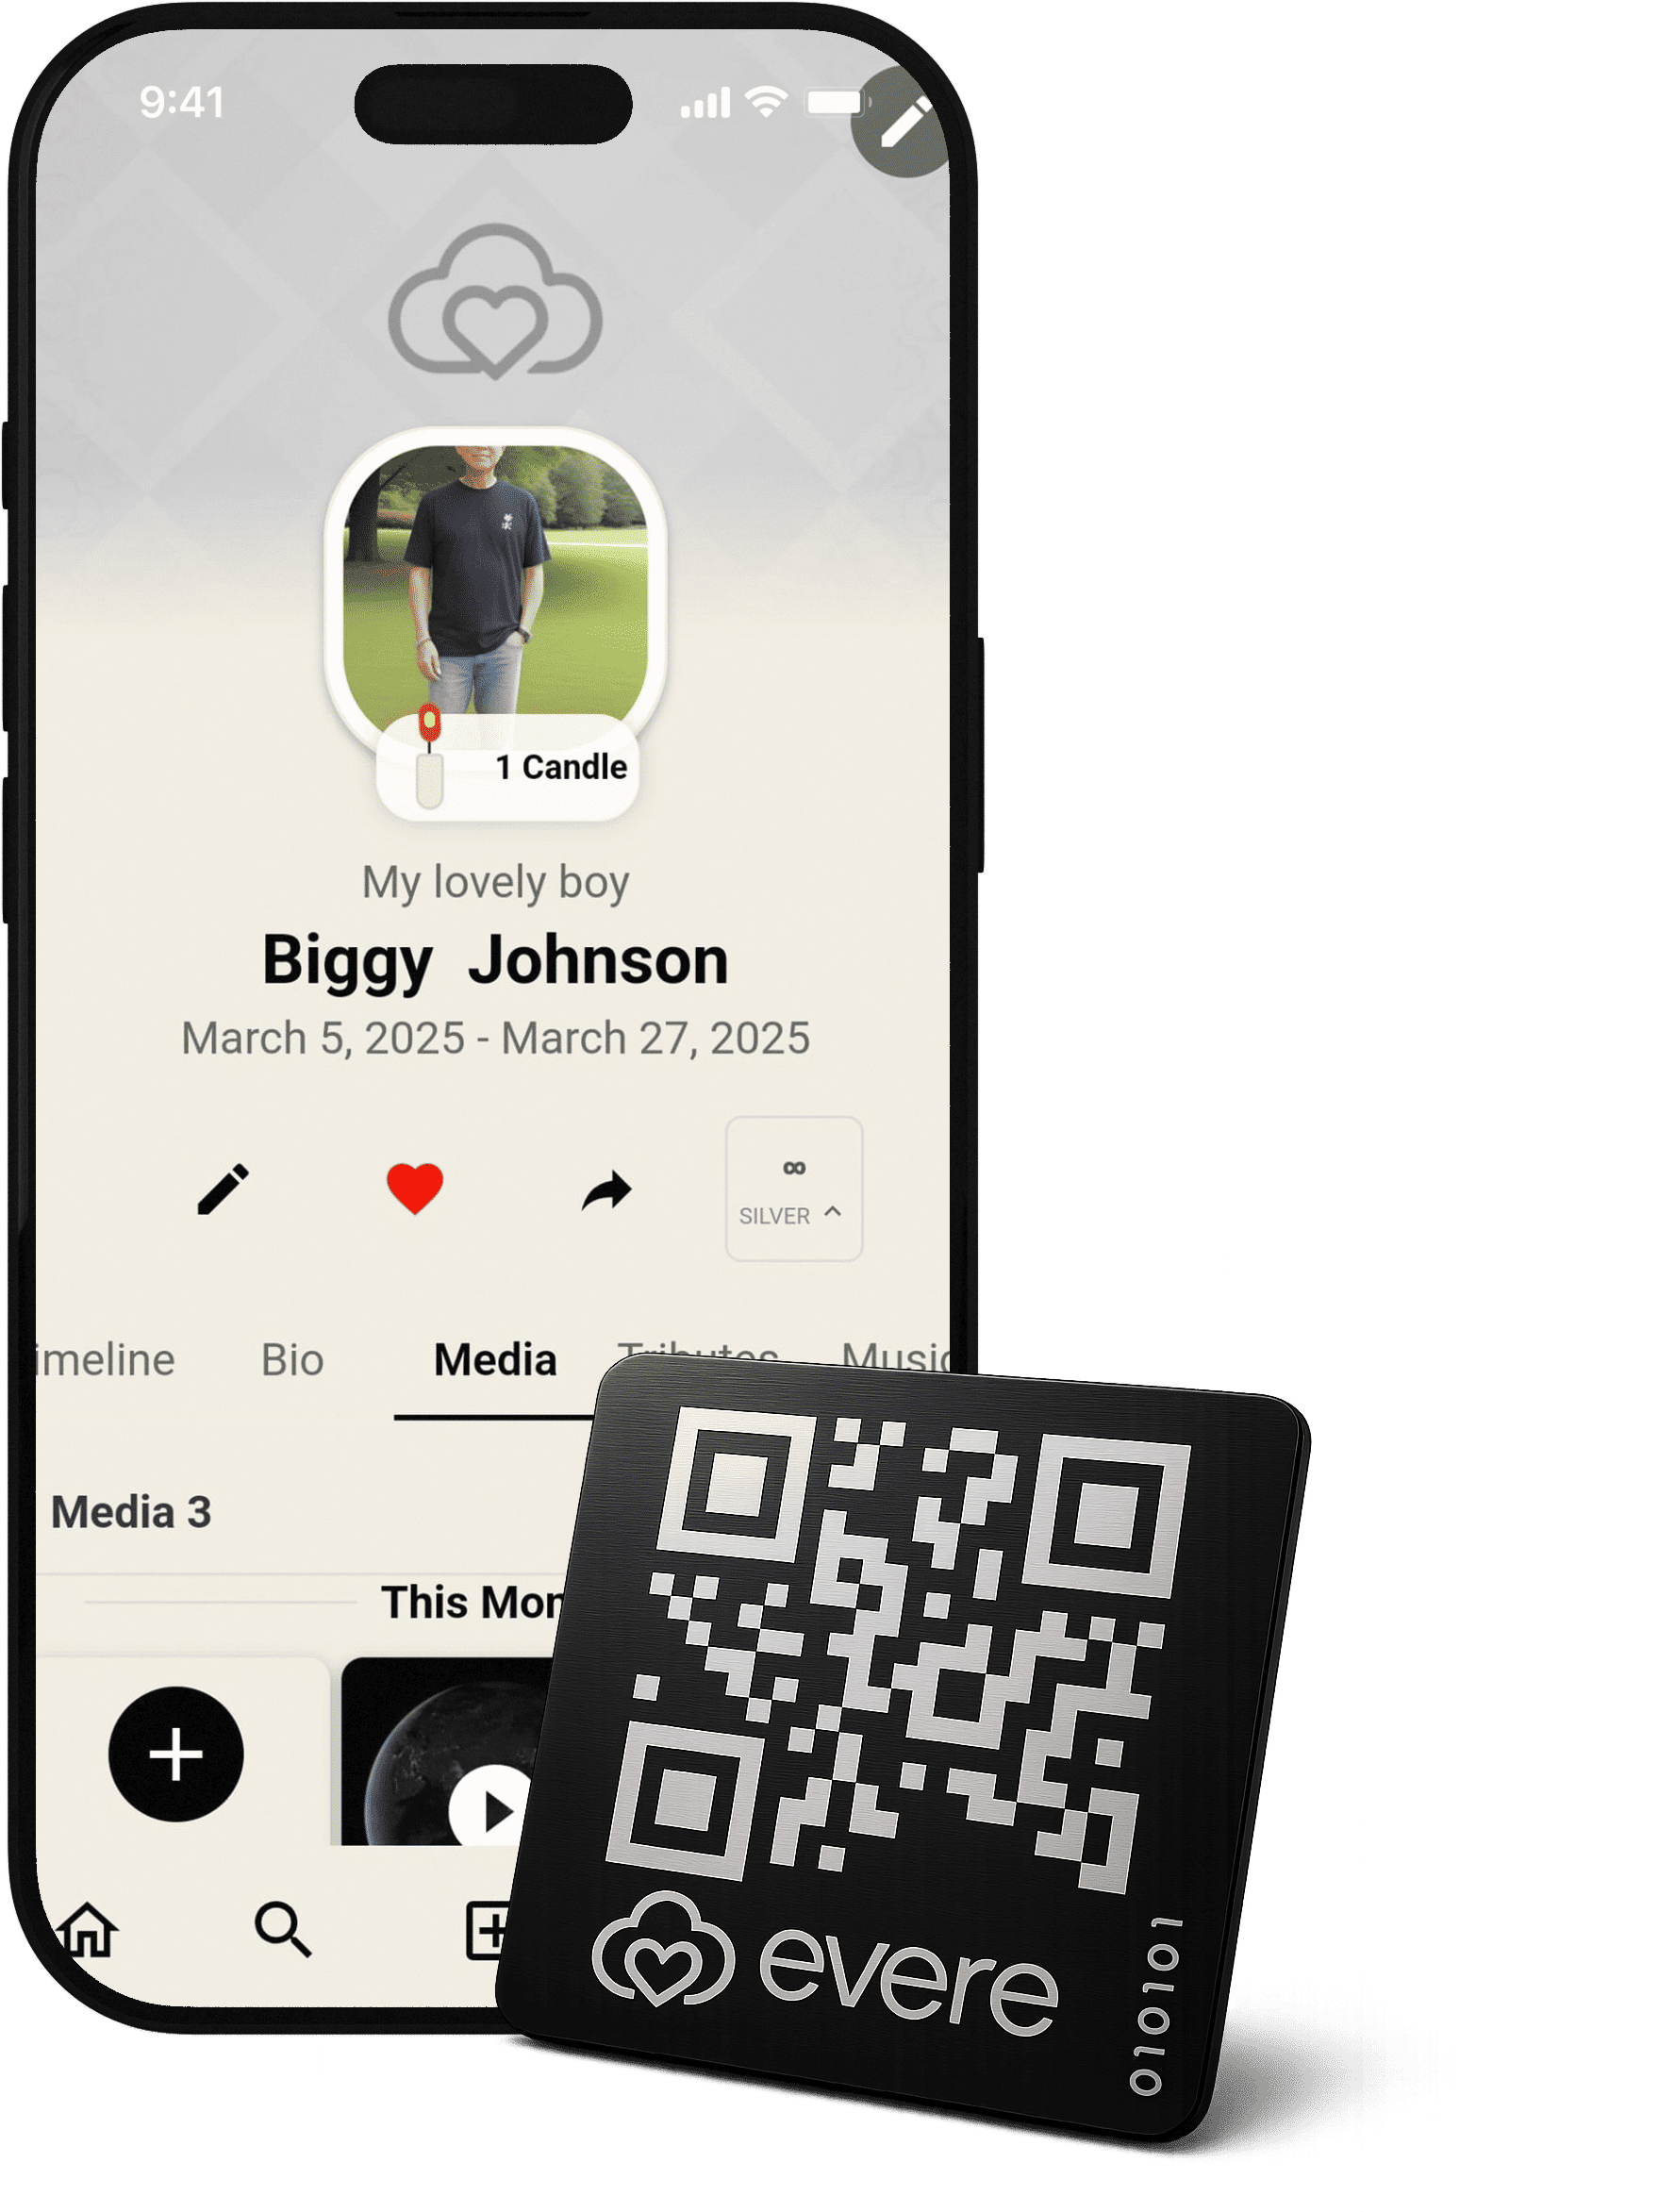 9:41
1 Candle
My lovely boy
Biggy Johnson
March 5, 2025 - March 27, 2025
∞
SILVER
imeline Bio Media Tributes Music
Media 3
This Mon
evere
010101